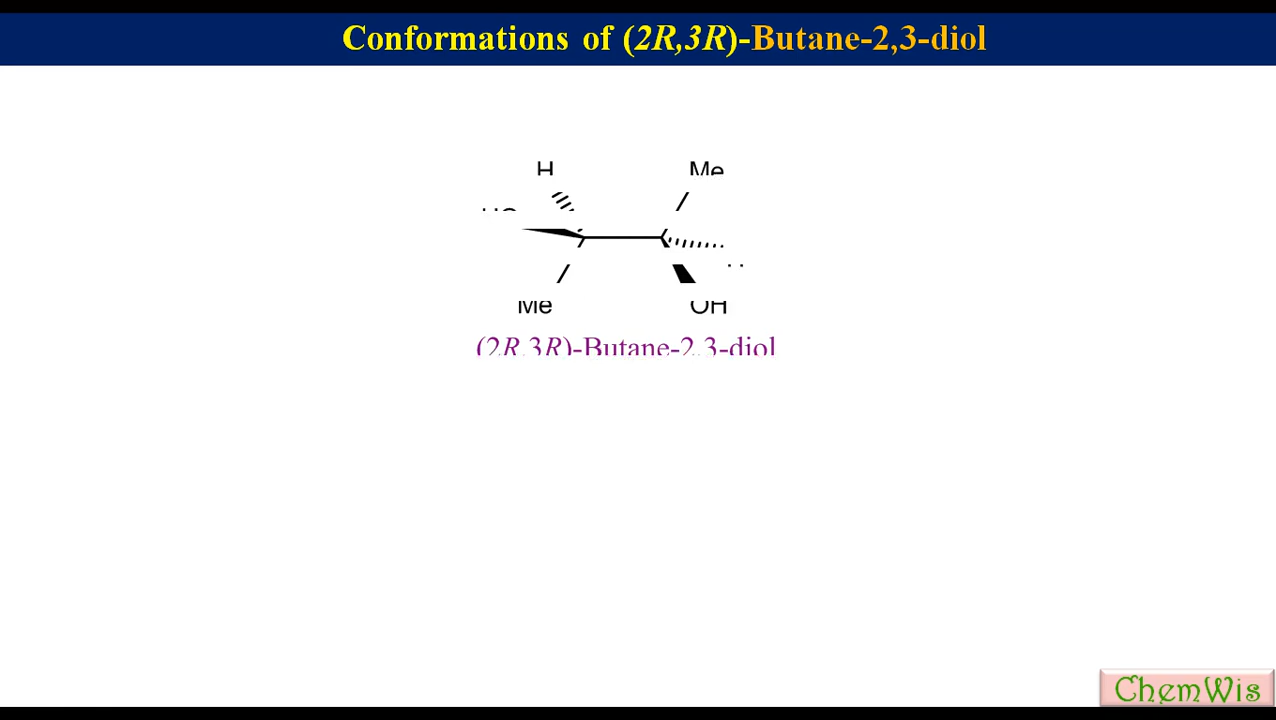 Conformations of (2R,3R)-Butane-2,3-diol
H Me
Me OH
(2R,3R)-Butane-2,3-diol
ChemWis